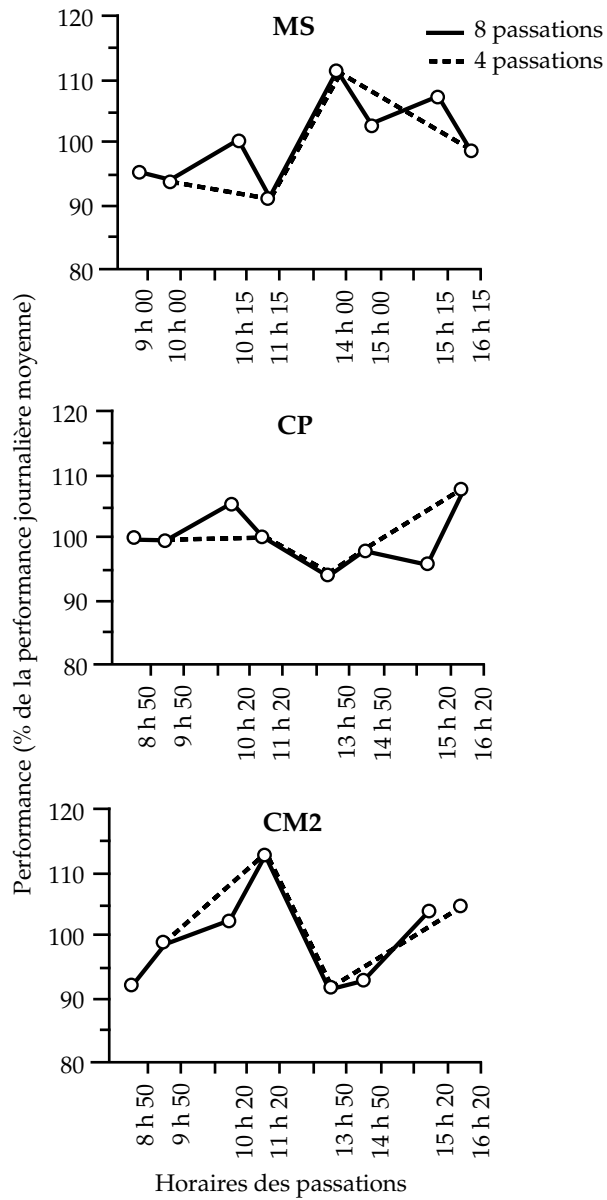 MS
8 passations
4 passations
120
110
100
90
80
9 h 00
10 h 00
10 h 15
11 h 15
14 h 00
15 h 00
15 h 15
16 h 15
CP
120
110
100
90
80
8 h 50
9 h 50
10 h 20
11 h 20
13 h 50
14 h 50
15 h 20
16 h 20
CM2
120
110
100
90
80
8 h 50
9 h 50
10 h 20
11 h 20
13 h 50
14 h 50
15 h 20
16 h 20
Performance (% de la performance journalière moyenne)
Horaires des passations